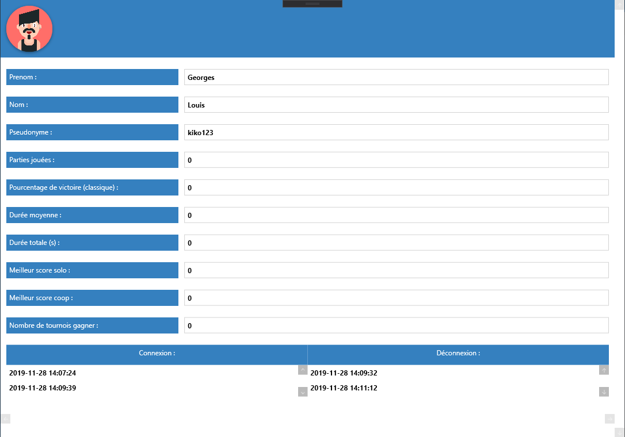 Prenom :
Georges
Nom :
Louis
Pseudonyme :
kiko123
Parties jouées :
0
Pourcentage de victoire (classique) :
0
Durée moyenne :
0
Durée totale (s) :
0
Meilleur score solo :
0
Meilleur score coop :
0
Nombre de tournois gagner :
0
Connexion :
Déconnexion :
2019-11-28 14:07:24
2019-11-28 14:09:32
2019-11-28 14:09:39
2019-11-28 14:11:12